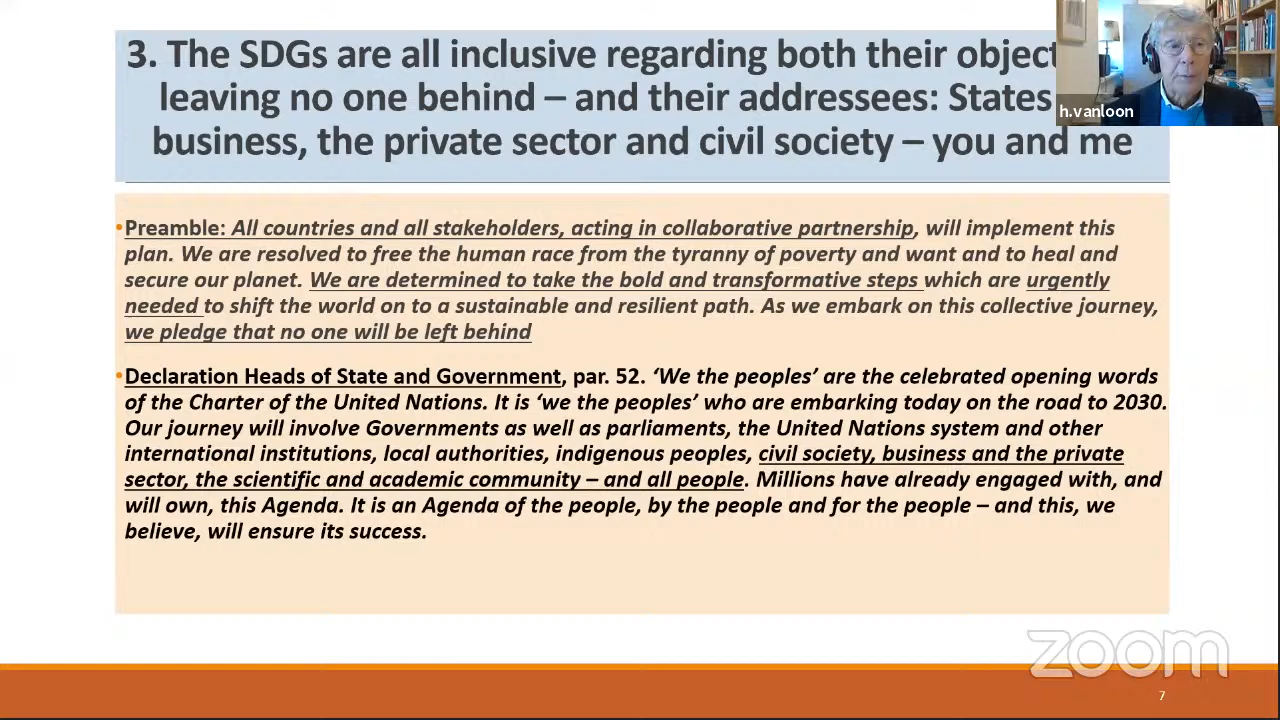 3. The SDGs are all inclusive regarding both their object
leaving no one behind – and their addressees: States
business, the private sector and civil society – you and me
h.vanloon
•Preamble: All countries and all stakeholders, acting in collaborative partnership, will implement this
plan. We are resolved to free the human race from the tyranny of poverty and want and to heal and
secure our planet. We are determined to take the bold and transformative steps which are urgently
needed to shift the world on to a sustainable and resilient path. As we embark on this collective journey,
we pledge that no one will be left behind
•Declaration Heads of State and Government, par. 52. ‘We the peoples’ are the celebrated opening words
of the Charter of the United Nations. It is ‘we the peoples’ who are embarking today on the road to 2030.
Our journey will involve Governments as well as parliaments, the United Nations system and other
international institutions, local authorities, indigenous peoples, civil society, business and the private
sector, the scientific and academic community – and all people. Millions have already engaged with, and
will own, this Agenda. It is an Agenda of the people, by the people and for the people – and this, we
believe, will ensure its success.
zoom
7